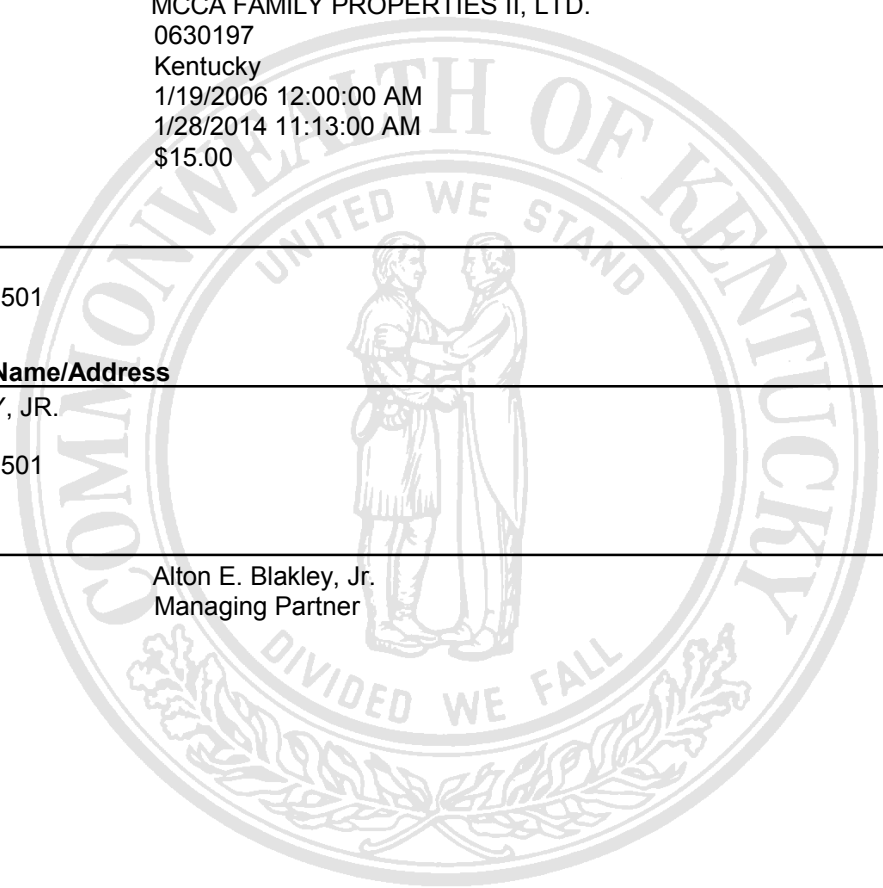 MCCA FAMILY PROPERTIES II, LTD.
0630197
Kentucky
1/19/2006 12:00:00 AM
1/28/2014 11:13:00 AM
$15.00
501
Name/Address
Y, JR.
501
Alton E. Blakley, Jr.
Managing Partner
COMMONWEALTH OF KENTUCKY
UNITED WE STAND
DIVIDED WE FALL